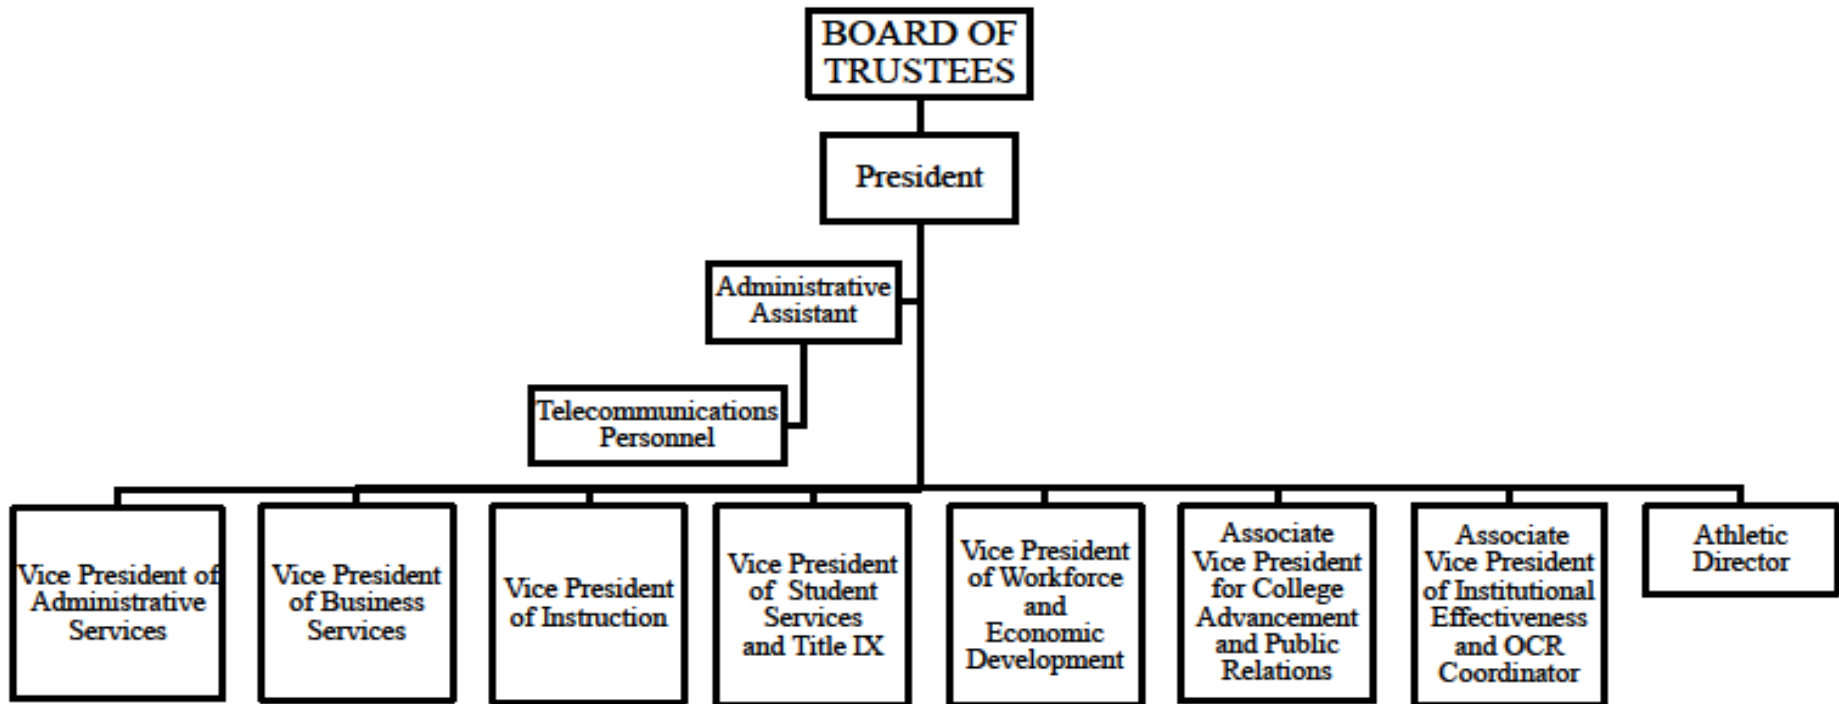 BOARD OF
TRUSTEES
President
Administrative
Assistant
Telecommunications
Personnel
Vice President of
Administrative
Services
Vice President
of Business
Services
Vice President
of Instruction
Vice President
of Student
Services
and Title IX
Vice President
of Workforce
and
Economic
Development
Associate
Vice President
for College
Advancement
and Public
Relations
Associate
Vice President
of Institutional
Effectiveness
and OCR
Coordinator
Athletic
Director